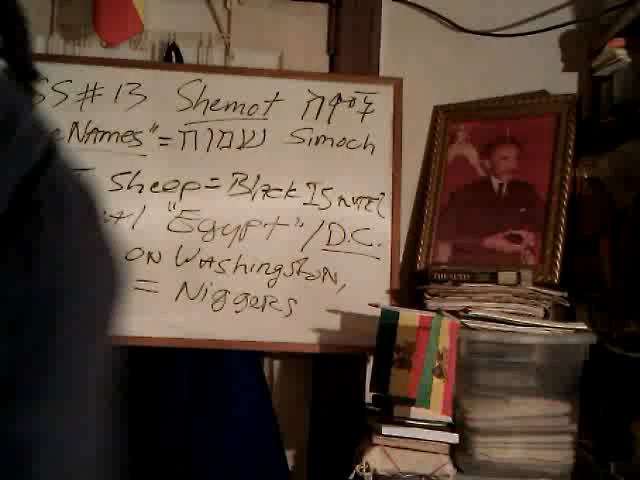 SS #13 Shemot
NAMES" = שמות Simoch
Sheep = Black ISrael
"Egypt" / D.C.
ON WAshington,
= NiggeRS